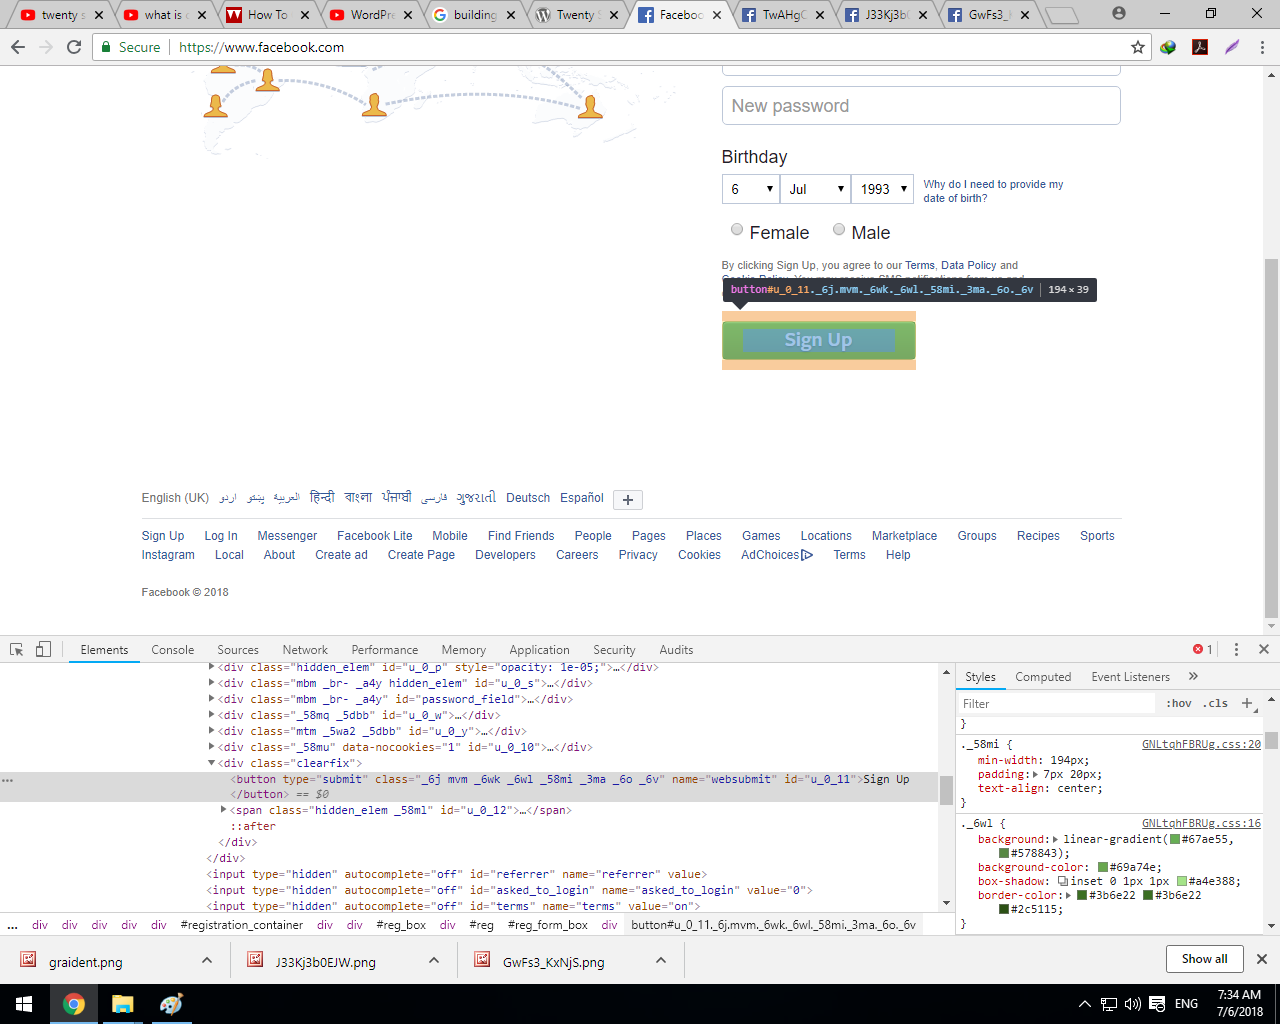 twenty s
what is
How To
WordPre
building
Twenty S
Faceboo
TwAHgC
J33Kj3b0
GwFs3_
Secure
https://www.facebook.com
New password
Birthday
6 Jul 1993
Why do I need to provide my
date of birth?
Female Male
By clicking Sign Up, you agree to our Terms, Data Policy and
button#u_0_11._6j.mvm._6wk._6wl._58mi._3ma._6o._6v 194 × 39
Sign Up
English (UK) اردو پښتو العربية हिन्दी বাংলা ਪੰਜਾਬੀ فارسی ગુજરાતી Deutsch Español +
Sign Up Log In Messenger Facebook Lite Mobile Find Friends People Pages Places Games Locations Marketplace Groups Recipes Sports
Instagram Local About Create ad Create Page Developers Careers Privacy Cookies AdChoices Terms Help
Facebook © 2018
Elements Console Sources Network Performance Memory Application Security Audits 1
<div class="hidden_elem" id="u_0_p" style="opacity: 1e-05;">…</div>
<div class="mbm _br- _a4y hidden_elem" id="u_0_s">…</div>
<div class="mbm _br- _a4y" id="password_field">…</div>
<div class="_58mq _5dbb" id="u_0_w">…</div>
<div class="mtm _5wa2 _5dbb" id="u_0_y">…</div>
<div class="_58mu" data-nocookies="1" id="u_0_10">…</div>
<div class="clearfix">
<button type="submit" class="_6j mvm _6wk _6wl _58mi _3ma _6o _6v" name="websubmit" id="u_0_11">Sign Up
</button> == $0
<span class="hidden_elem _58ml" id="u_0_12">…</span>
::after
</div>
</div>
<input type="hidden" autocomplete="off" id="referrer" name="referrer" value>
<input type="hidden" autocomplete="off" id="asked_to_login" name="asked_to_login" value="0">
<input type="hidden" autocomplete="off" id="terms" name="terms" value="on">
... div div div div div #registration_container div div #reg_box div #reg #reg_form_box div button#u_0_11._6j.mvm._6wk._6wl._58mi._3ma._6o._6v
Styles Computed Event Listeners »
Filter :hov .cls +
}
._58mi { GNLtqhFBRUg.css:20
min-width: 194px;
padding: 7px 20px;
text-align: center;
}
._6wl { GNLtqhFBRUg.css:16
background: linear-gradient(#67ae55,
#578843);
background-color: #69a74e;
box-shadow: inset 0 1px 1px #a4e388;
border-color: #3b6e22 #3b6e22
#2c5115;
}
graident.png
J33Kj3b0EJW.png
GwFs3_KxNjS.png
Show all
ENG
7:34 AM
7/6/2018